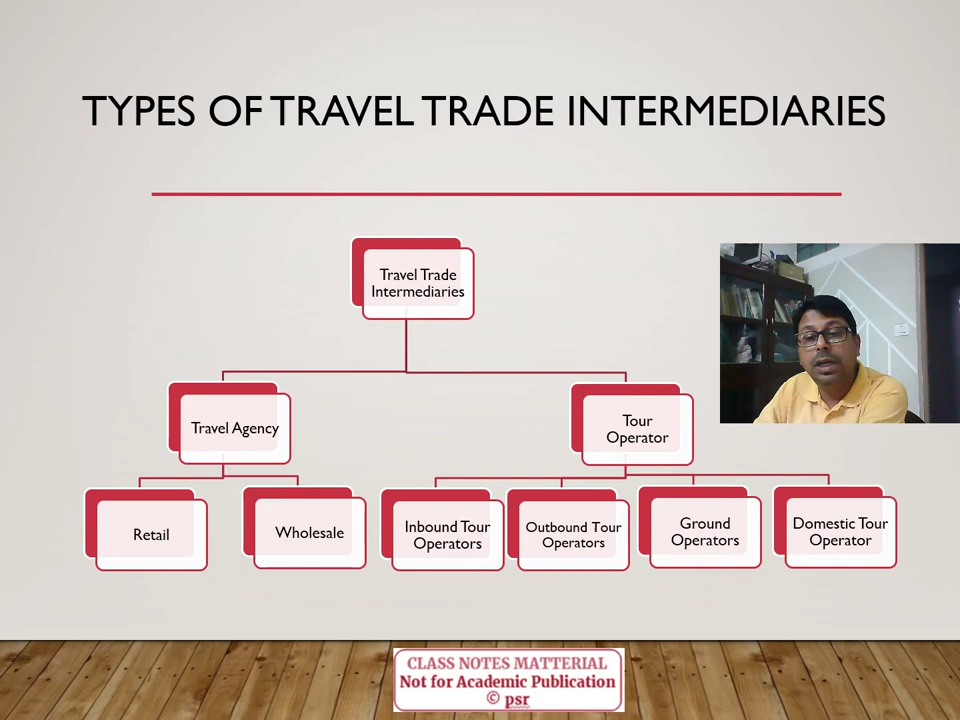 TYPES OF TRAVEL TRADE INTERMEDIARIES
Travel Trade
Intermediaries
Travel Agency
Tour
Operator
Retail
Wholesale
Inbound Tour
Operators
Outbound Tour
Operators
Ground
Operators
Domestic Tour
Operator
CLASS NOTES MATTERIAL
Not for Academic Publication
© psr